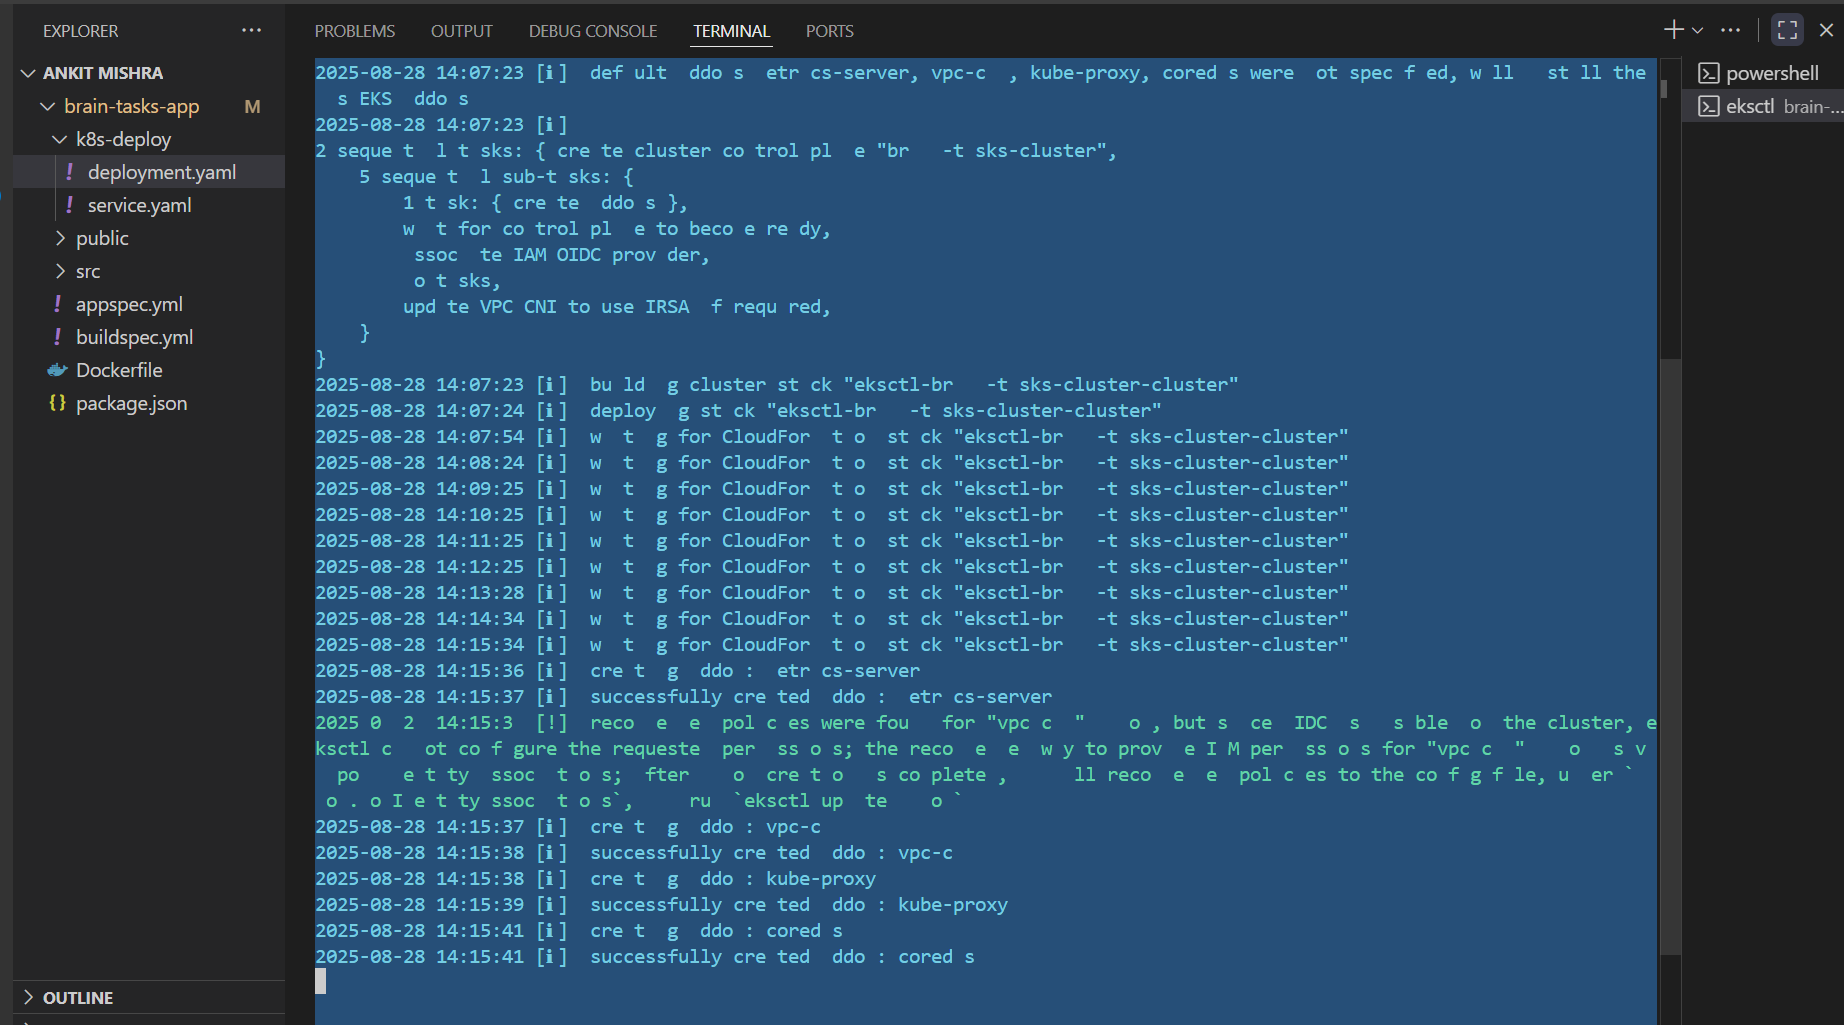 EXPLORER
ANKIT MISHRA
brain-tasks-app M
k8s-deploy
! deployment.yaml
! service.yaml
public
src
! appspec.yml
! buildspec.yml
Dockerfile
{} package.json
OUTLINE
PROBLEMS OUTPUT DEBUG CONSOLE TERMINAL PORTS
2025-08-28 14:07:23 [i] def ult ddo s etr cs-server, vpc-c , kube-proxy, cored s were ot spec f ed, w ll st ll the
s EKS ddo s
2025-08-28 14:07:23 [i]
2 seque t l t sks: { cre te cluster co trol pl e "br -t sks-cluster",
5 seque t l sub-t sks: {
1 t sk: { cre te ddo s },
w t for co trol pl e to beco e re dy,
ssoc te IAM OIDC prov der,
o t sks,
upd te VPC CNI to use IRSA f requ red,
}
}
2025-08-28 14:07:23 [i] bu ld g cluster st ck "eksctl-br -t sks-cluster-cluster"
2025-08-28 14:07:24 [i] deploy g st ck "eksctl-br -t sks-cluster-cluster"
2025-08-28 14:07:54 [i] w t g for CloudFor t o st ck "eksctl-br -t sks-cluster-cluster"
2025-08-28 14:08:24 [i] w t g for CloudFor t o st ck "eksctl-br -t sks-cluster-cluster"
2025-08-28 14:09:25 [i] w t g for CloudFor t o st ck "eksctl-br -t sks-cluster-cluster"
2025-08-28 14:10:25 [i] w t g for CloudFor t o st ck "eksctl-br -t sks-cluster-cluster"
2025-08-28 14:11:25 [i] w t g for CloudFor t o st ck "eksctl-br -t sks-cluster-cluster"
2025-08-28 14:12:25 [i] w t g for CloudFor t o st ck "eksctl-br -t sks-cluster-cluster"
2025-08-28 14:13:28 [i] w t g for CloudFor t o st ck "eksctl-br -t sks-cluster-cluster"
2025-08-28 14:14:34 [i] w t g for CloudFor t o st ck "eksctl-br -t sks-cluster-cluster"
2025-08-28 14:15:34 [i] w t g for CloudFor t o st ck "eksctl-br -t sks-cluster-cluster"
2025-08-28 14:15:36 [i] cre t g ddo : etr cs-server
2025-08-28 14:15:37 [i] successfully cre ted ddo : etr cs-server
2025 0 2 14:15:3 [!] reco e e pol c es were fou for "vpc c " o , but s ce IDC s s ble o the cluster, e
ksctl c ot co f gure the requeste per ss o s; the reco e e w y to prov e I M per ss o s for "vpc c " o s v
po e t ty ssoc t o s; fter o cre t o s co plete , ll reco e e pol c es to the co f g f le, u er `
o . o I e t ty ssoc t o s`, ru `eksctl up te o `
2025-08-28 14:15:37 [i] cre t g ddo : vpc-c
2025-08-28 14:15:38 [i] successfully cre ted ddo : vpc-c
2025-08-28 14:15:38 [i] cre t g ddo : kube-proxy
2025-08-28 14:15:39 [i] successfully cre ted ddo : kube-proxy
2025-08-28 14:15:41 [i] cre t g ddo : cored s
2025-08-28 14:15:41 [i] successfully cre ted ddo : cored s
powershell
eksctl brain-...